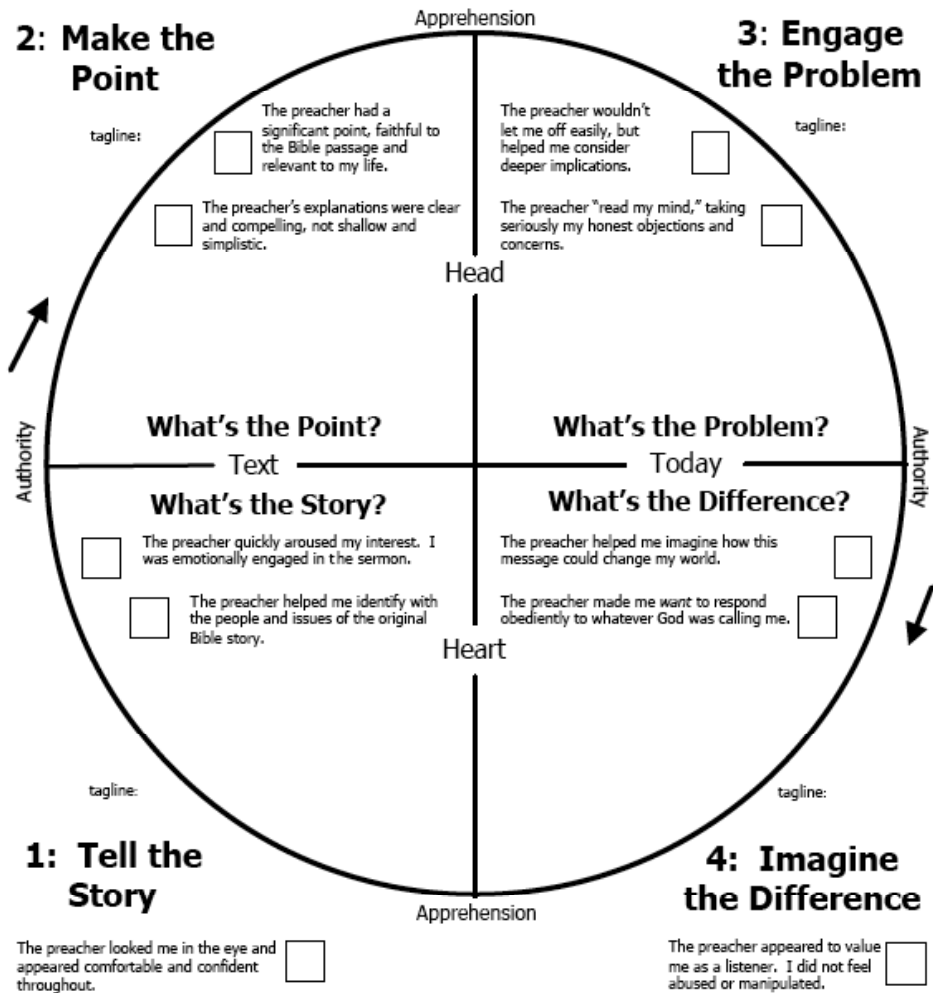 Apprehension
2: Make the
Point
3: Engage
the Problem
tagline:
The preacher had a
significant point, faithful to
the Bible passage and
relevant to my life.
The preacher's explanations were clear
and compelling, not shallow and
simplistic.
The preacher wouldn't
let me off easily, but
helped me consider
deeper implications.
tagline:
The preacher “read my mind,” taking
seriously my honest objections and
concerns.
Head
What's the Point?
What's the Problem?
Authority
Text
Today
Authority
What's the Story?
What's the Difference?
The preacher quickly aroused my interest. I
was emotionally engaged in the sermon.
The preacher helped me identify with
the people and issues of the original
Bible story.
The preacher helped me imagine how this
message could change my world.
The preacher made me want to respond
obediently to whatever God was calling me.
Heart
tagline:
tagline:
1: Tell the
Story
4: Imagine
the Difference
Apprehension
The preacher looked me in the eye and
appeared comfortable and confident
throughout.
The preacher appeared to value
me as a listener. I did not feel
abused or manipulated.